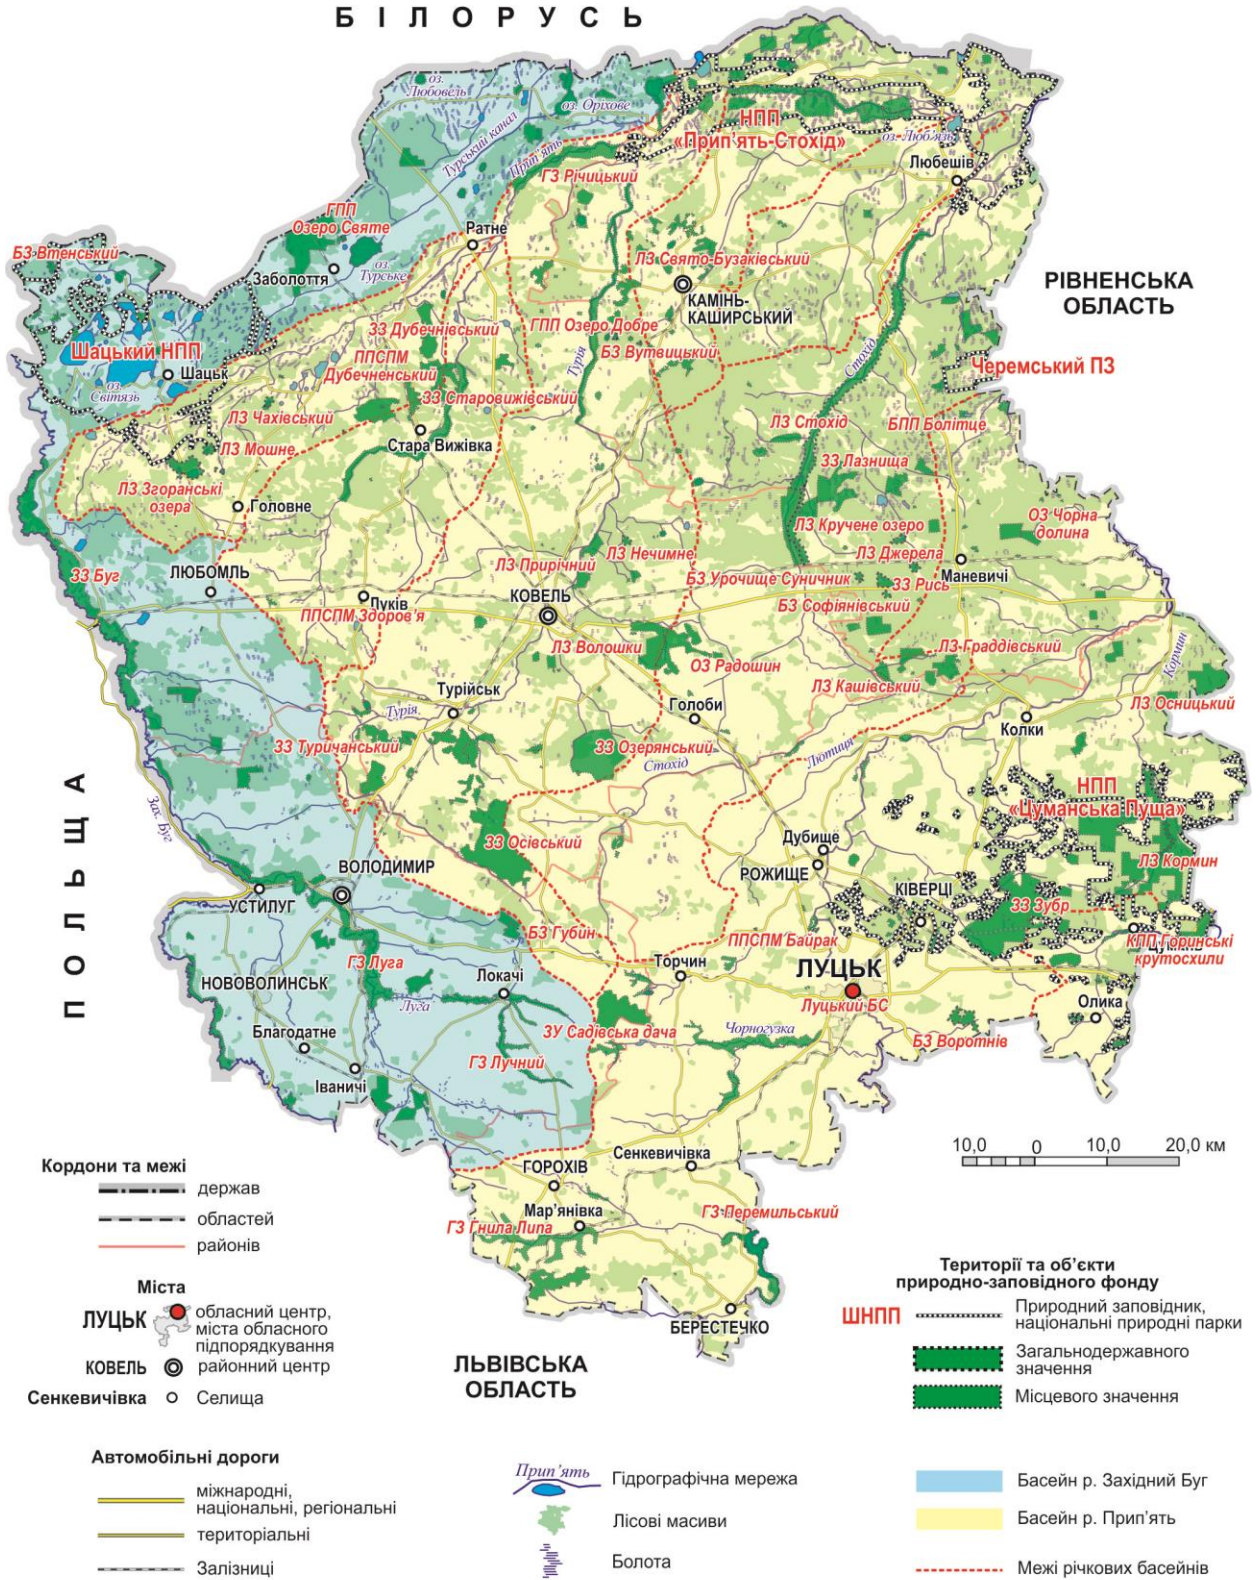 БІЛОРУСЬ
оз.
Любовель
оз. Оріхове
Турський канал
Прип'ять
НПП
«Прип'ять-Стохід»
оз. Люб'язь
Любешів
ГЗ Річицький
ГПП
Озеро Святе
Ратне
БЗ Втенський
Заболоття
оз.
Турське
ЛЗ Свято-Бузаківський
КАМІНЬ-
КАШИРСЬКИЙ
РІВНЕНСЬКА
ОБЛАСТЬ
ЗЗ Дубечнівський
ГПП Озеро Добре
БЗ Вутвицький
Турія
Стохід
Шацький НПП
Шацьк
оз.
Світязь
ППСПМ
Дубечненський
Черемський ПЗ
ЗЗ Старовижівський
ЛЗ Чахівський
ЛЗ Мошне
Стара Вижівка
ЛЗ Стохід
БПП Болітце
ЗЗ Лазнища
ЛЗ Згоранські
озера
Головне
ЛЗ Кручене озеро
ОЗ Чорна
долина
ЗЗ Буг
ЛЮБОМЛЬ
ЛЗ Нечимне
ЛЗ Прирічний
ЛЗ Джерела
Маневичі
БЗ Урочище Суничник
ЗЗ Рись
Луків
ППСПМ Здоров'я
КОВЕЛЬ
БЗ Софіянівський
ЛЗ Волошки
ОЗ Радошин
ЛЗ Граддівський
Кормин
ЛЗ Кашівський
Турійськ
Турія
Голоби
ЛЗ Осницький
Колки
ЗЗ Туричанський
ЗЗ Озерянський
Стохід
Лютиця
ПОЛЬЩА
Зах. Буг
НПП
«Цуманська Пуща»
ЗЗ Осівський
Дубище
РОЖИЩЕ
ВОЛОДИМИР
УСТИЛУГ
КІВЕРЦІ
ЛЗ Кормин
ЗЗ Зубр
БЗ Губин
ППСПМ Байрак
КПП Горинські
крутосхили
ГЗ Луга
Торчин
ЛУЦЬК
Луцький БС
НОВОВОЛИНСЬК
Локачі
Луга
Олика
Благодатне
ЗУ Садівська дача
Чорногузка
БЗ Воротнів
ГЗ Лучний
Іваничі
10,0 0 10,0 20,0 км
Сенкевичівка
ГОРОХІВ
Мар'янівка
ГЗ Гнила Липа
ГЗ Перемильський
БЕРЕСТЕЧКО
ЛЬВІВСЬКА
ОБЛАСТЬ
Кордони та межі
держав
областей
районів
Міста
ЛУЦЬК обласний центр,
міста обласного
підпорядкування
КОВЕЛЬ районний центр
Сенкевичівка Селища
Території та об'єкти
природно-заповідного фонду
ШНПП Природний заповідник,
національні природні парки
Загальнодержавного
значення
Місцевого значення
Автомобільні дороги
міжнародні,
національні, регіональні
територіальні
Залізниці
Прип'ять Гідрографічна мережа
Лісові масиви
Болота
Басейн р. Західний Буг
Басейн р. Прип'ять
Межі річкових басейнів